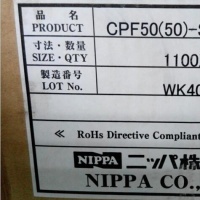 品名 CPF50(50)-S
PRODUCT
寸法・数量 1100
SIZE・QTY
製造番号 WK40
LOT No.
≪ RoHs Directive Compliant
NIPPA ニッパ株
NIPPA CO.,